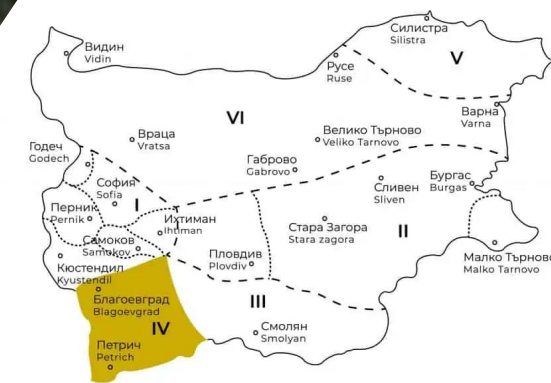 Видин
Vidin
Силистра
Silistra
V
Русе
Ruse
Варна
Varna
VI
Враца
Vratsa
Велико Търново
Veliko Tarnovo
Годеч
Godech
Габрово
Gabrovo
София
Sofia
I
Сливен
Sliven
Бургас
Burgas
Перник
Pernik
Ихтиман
Ihtiman
Стара Загора
Stara zagora
II
Самоков
Samokov
Пловдив
Plovdiv
Малко Търново
Malko Tarnovo
Кюстендил
Kyustendil
Благоевград
Blagoevgrad
III
IV
Смолян
Smolyan
Петрич
Petrich